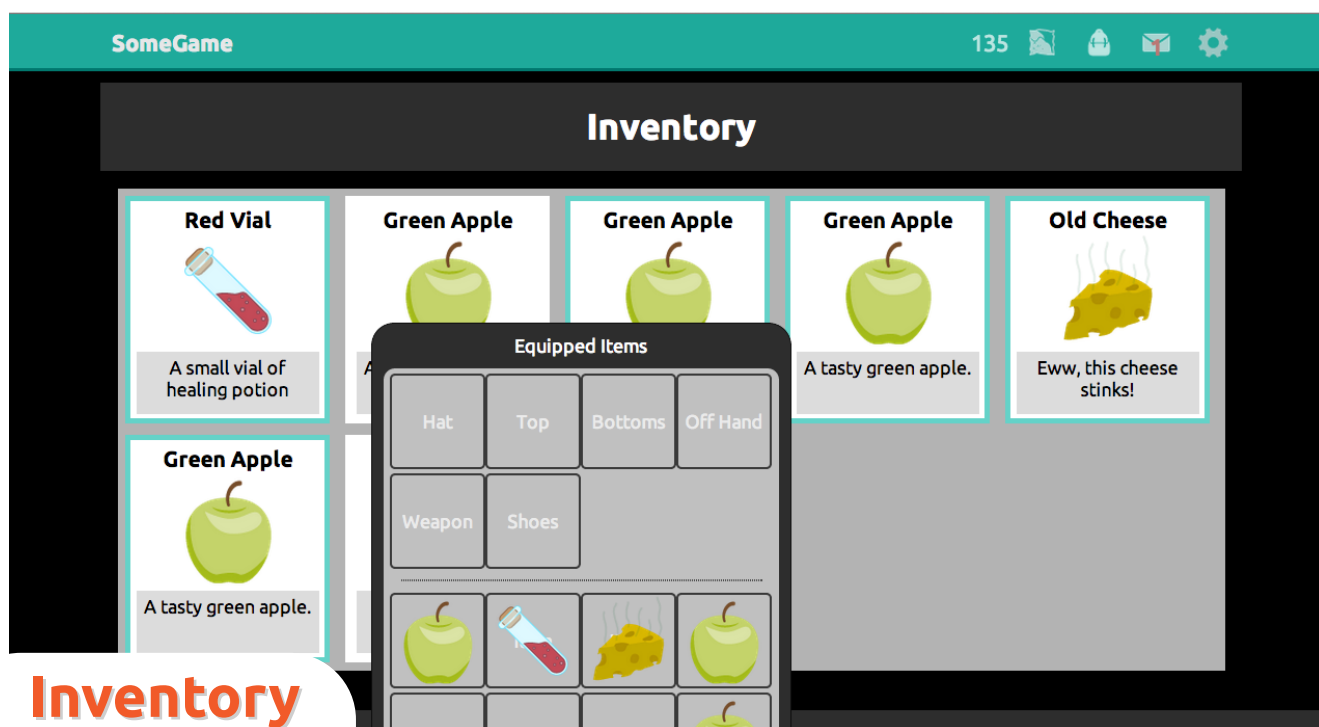 SomeGame
135
1
Inventory
Red Vial
Green Apple
Green Apple
Green Apple
Old Cheese
A small vial of
healing potion
A
A tasty green apple.
Eww, this cheese
stinks!
Equipped Items
Hat
Top
Bottoms
Off Hand
Weapon
Shoes
Green Apple
A tasty green apple.
Inventory